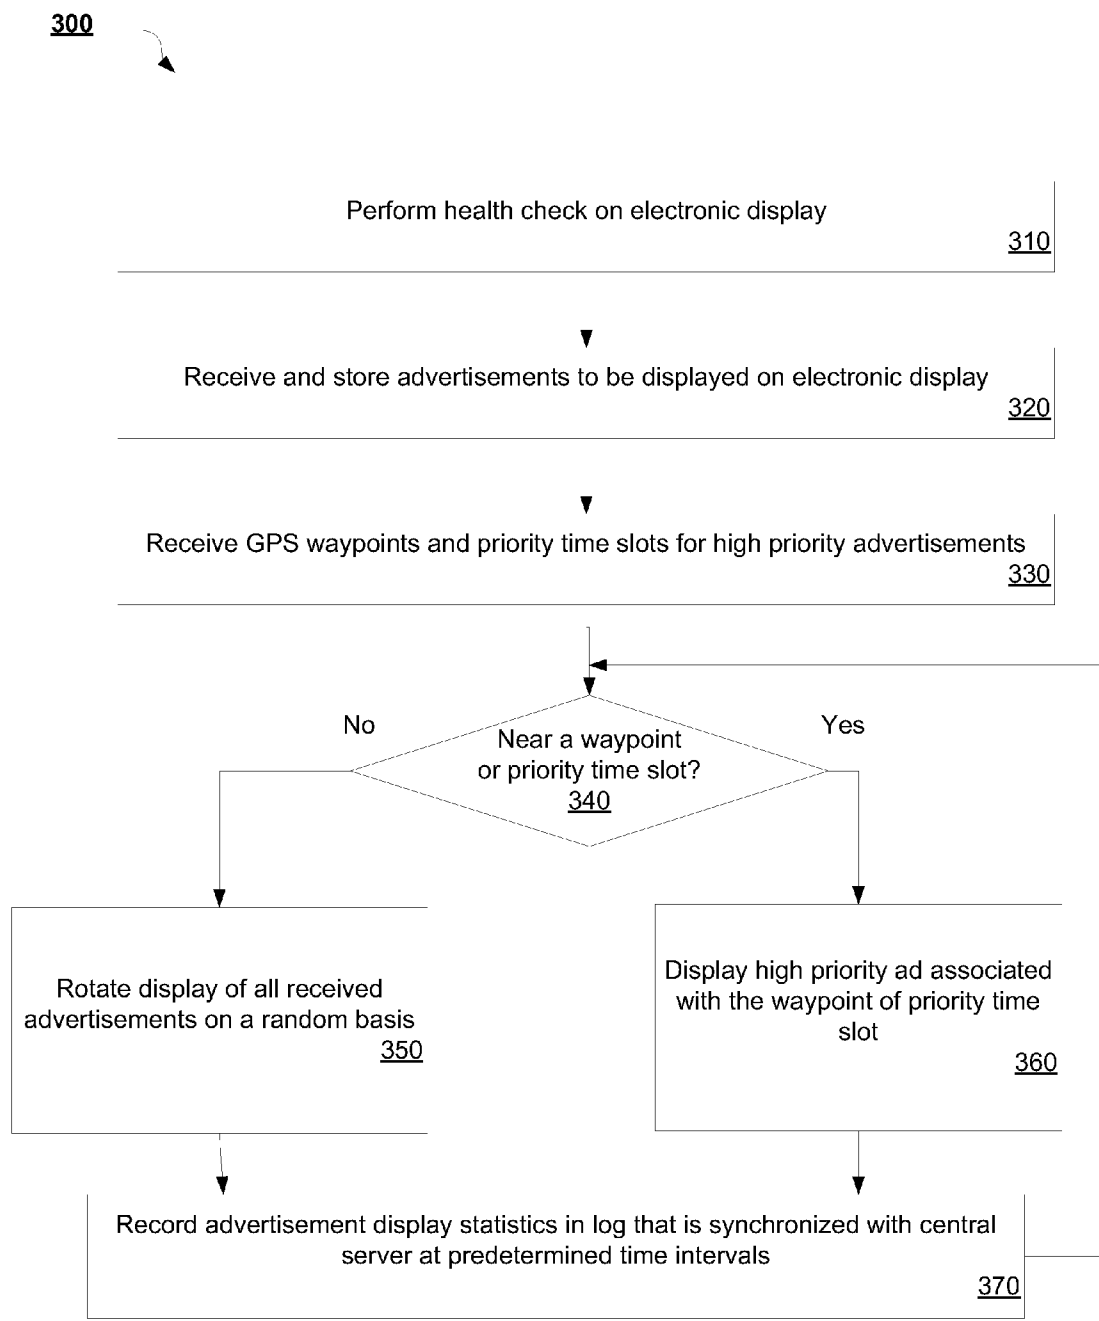 300
Perform health check on electronic display
310
Receive and store advertisements to be displayed on electronic display
320
Receive GPS waypoints and priority time slots for high priority advertisements
330
No
Yes
Near a waypoint
or priority time slot?
340
Rotate display of all received
advertisements on a random basis
350
Display high priority ad associated
with the waypoint of priority time
slot
360
Record advertisement display statistics in log that is synchronized with central
server at predetermined time intervals
370